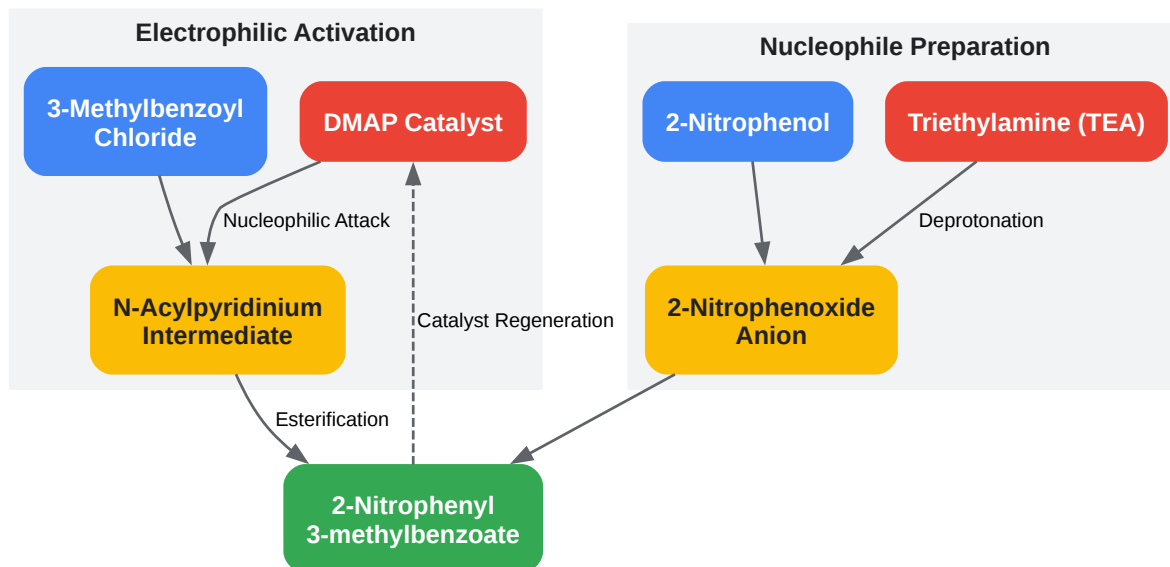 Electrophilic Activation
3-Methylbenzoyl
Chloride
DMAP Catalyst
Nucleophilic Attack
N-Acylpyridinium
Intermediate
Nucleophile Preparation
2-Nitrophenol
Triethylamine (TEA)
Deprotonation
2-Nitrophenoxide
Anion
Catalyst Regeneration
Esterification
2-Nitrophenyl
3-methylbenzoate